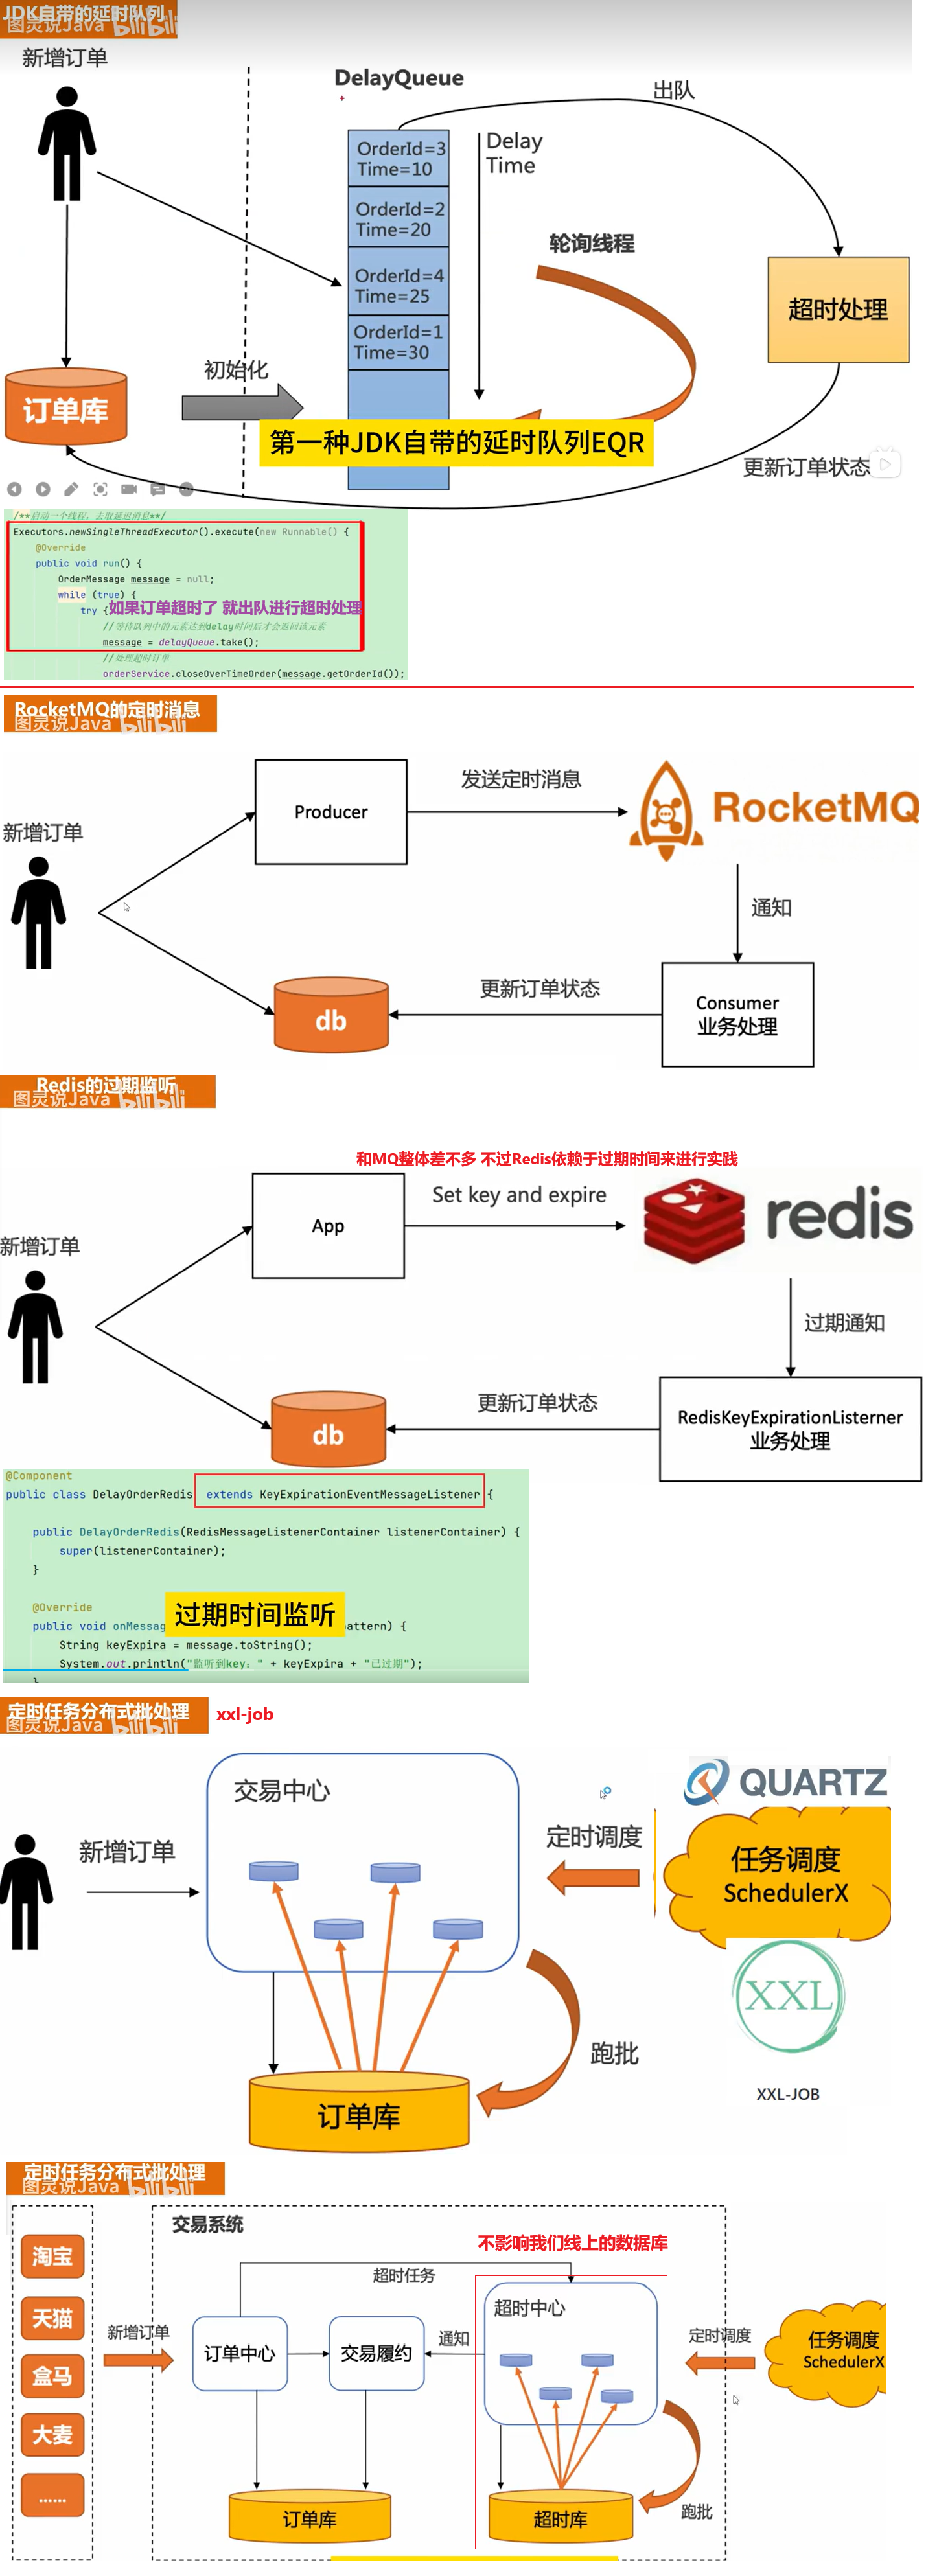 JDK自带的延时队列
图灵说Java bilibili
新增订单
DelayQueue
出队
OrderId=3
Time=10
Delay
Time
OrderId=2
Time=20
轮询线程
OrderId=4
Time=25
超时处理
OrderId=1
Time=30
初始化
订单库
第一种JDK自带的延时队列EQR
更新订单状态
/**启动一个线程，去取延迟消息**/
Executors.newSingleThreadExecutor().execute(new Runnable() {
@Override
public void run() {
OrderMessage message = null;
while (true) {
try {
如果订单超时了 就出队进行超时处理
//等待队列中的元素达到delay时间后才会返回该元素
message = delayQueue.take();
//处理超时订单
orderService.closeOverTimeOrder(message.getOrderId());
RocketMQ的定时消息
图灵说Java bilibili
新增订单
Producer
发送定时消息
RocketMQ
通知
db
更新订单状态
Consumer
业务处理
Redis的过期监听
图灵说Java bilibili
和MQ整体差不多 不过Redis依赖于过期时间来进行实践
新增订单
App
Set key and expire
redis
过期通知
db
更新订单状态
RedisKeyExpirationListerner
业务处理
@Component
public class DelayOrderRedis extends KeyExpirationEventMessageListener {
public DelayOrderRedis(RedisMessageListenerContainer listenerContainer) {
super(listenerContainer);
}
@Override
过期时间监听
public void onMessag attern) {
String keyExpira = message.toString();
System.out.println("监听到key：" + keyExpira + "已过期");
}
定时任务分布式批处理
图灵说Java bilibili
xxl-job
交易中心
QUARTZ
新增订单
定时调度
任务调度
SchedulerX
XXL
跑批
XXL-JOB
订单库
定时任务分布式批处理
图灵说Java bilibili
交易系统
不影响我们线上的数据库
淘宝
超时任务
天猫
超时中心
新增订单
订单中心
交易履约
通知
定时调度
任务调度
SchedulerX
盒马
大麦
......
订单库
超时库
跑批